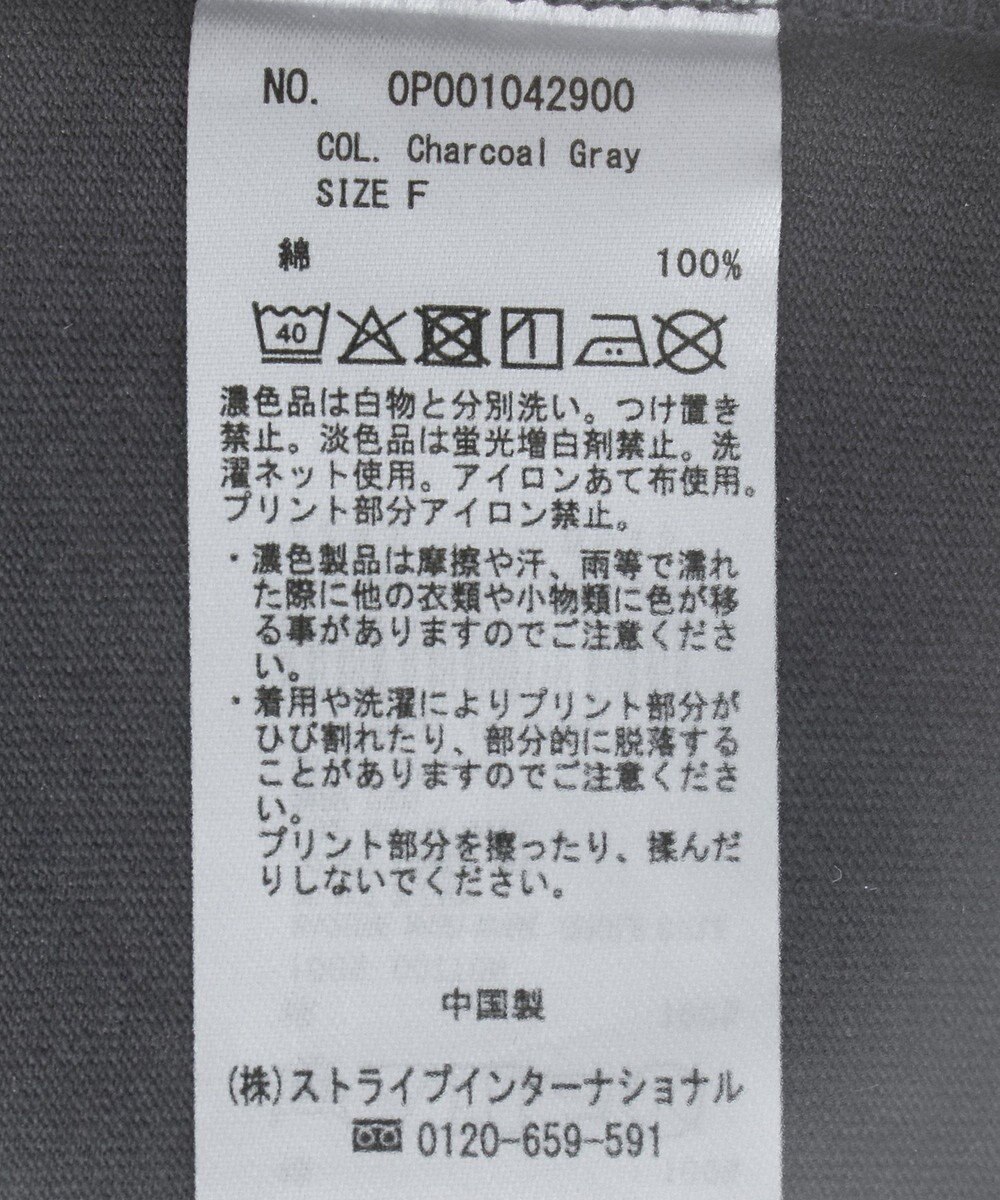 NO. 0P001042900
COL. Charcoal Gray
SIZE F
綿 100%
40
濃色品は白物と分別洗い。つけ置き
禁止。淡色品は蛍光増白剤禁止。洗
濯ネット使用。アイロンあて布使用。
プリント部分アイロン禁止。
・濃色製品は摩擦や汗、雨等で濡れ
た際に他の衣類や小物類に色が移
る事がありますのでご注意くださ
い。
・着用や洗濯によりプリント部分が
ひび割れたり、部分的に脱落する
ことがありますのでご注意くださ
い。
プリント部分を擦ったり、揉んだ
りしないでください。
中国製
(株)ストライプインターナショナル
0120-659-591